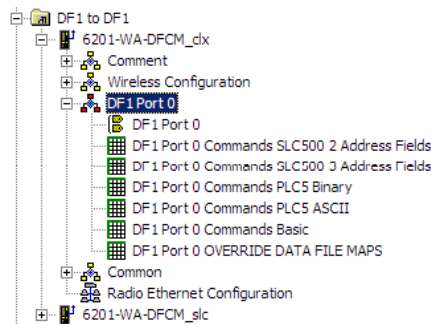 DF1 to DF1
6201-WA-DFCM_clx
Comment
Wireless Configuration
DF1 Port 0
DF1 Port 0
DF1 Port 0 Commands SLC500 2 Address Fields
DF1 Port 0 Commands SLC500 3 Address Fields
DF1 Port 0 Commands PLC5 Binary
DF1 Port 0 Commands PLC5 ASCII
DF1 Port 0 Commands Basic
DF1 Port 0 OVERRIDE DATA FILE MAPS
Common
Radio Ethernet Configuration
6201-WA-DFCM_slc